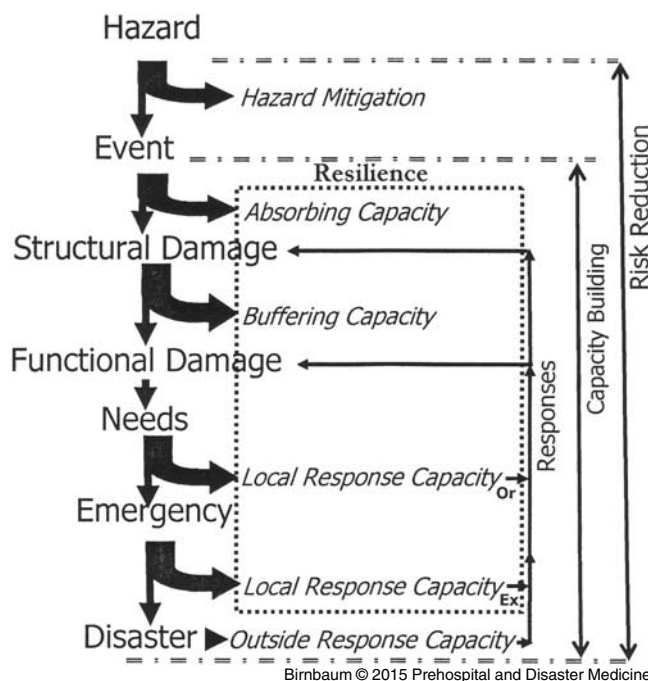 Hazard
Hazard Mitigation
Event
Resilience
Absorbing Capacity
Structural Damage
Buffering Capacity
Functional Damage
Needs
Local Response Capacity Or
Emergency
Local Response Capacity Ex
Disaster Outside Response Capacity
Responses
Capacity Building
Risk Reduction
Birnbaum © 2015 Prehospital and Disaster Medicine